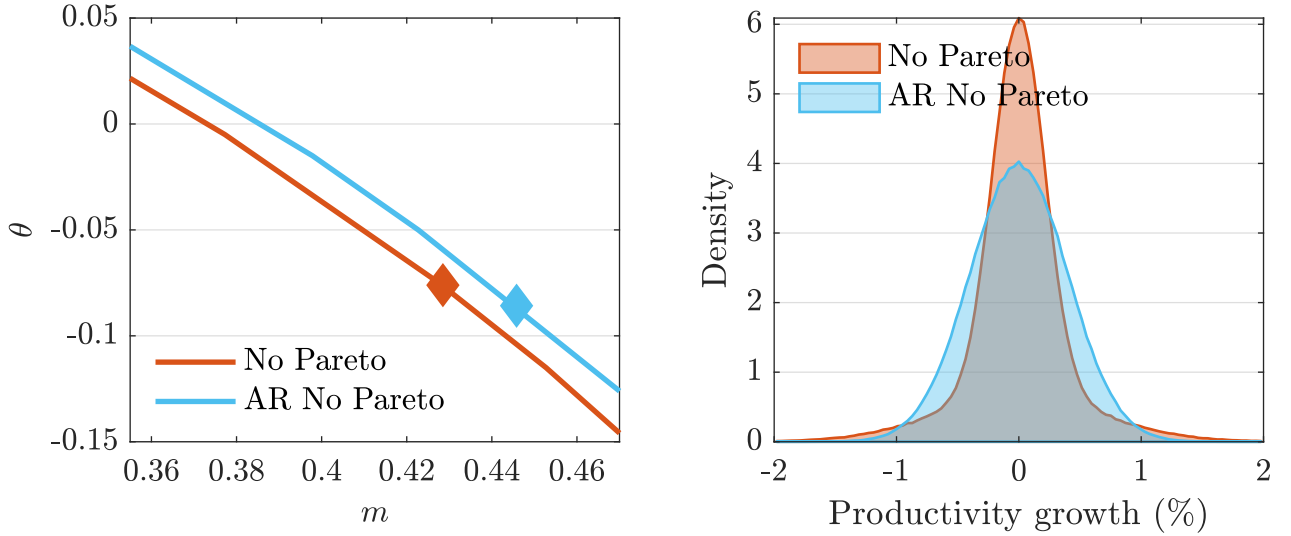 0.05
0
-0.05
-0.1
-0.15
θ
No Pareto
AR No Pareto
0.36 0.38 0.4 0.42 0.44 0.46
m
6
5
4
3
2
1
0
Density
No Pareto
AR No Pareto
-2 -1 0 1 2
Productivity growth (%)